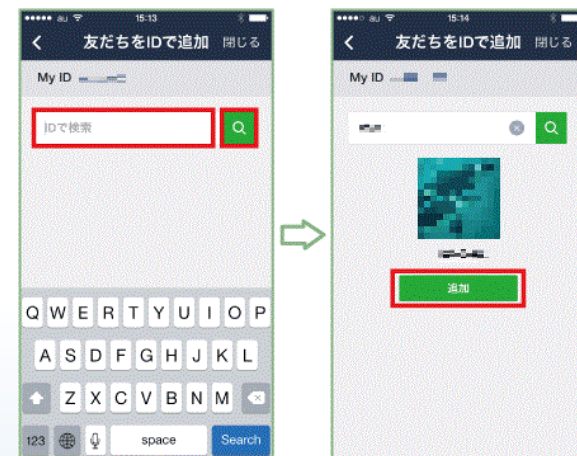 au 15:13
友だちをIDで追加 閉じる
My ID
IDで検索
Q W E R T Y U I O P
A S D F G H J K L
Z X C V B N M
123 space Search
au 15:14
友だちをIDで追加 閉じる
My ID
追加